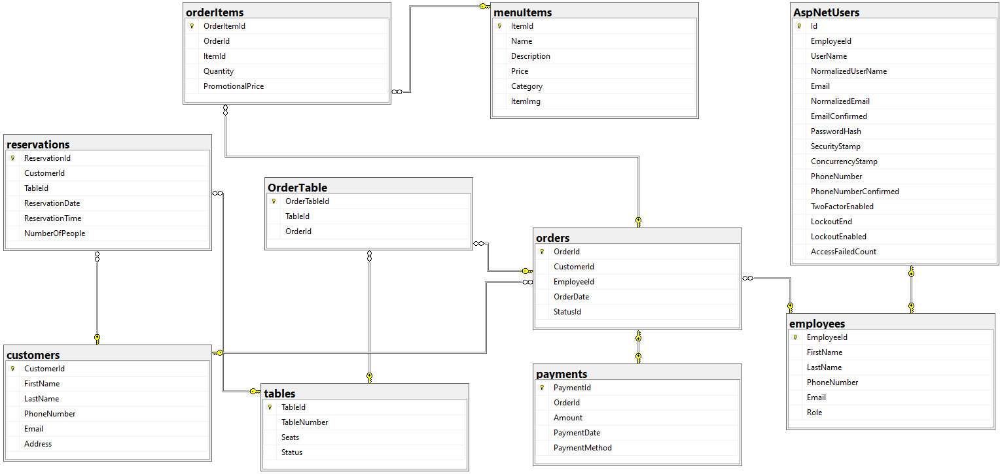 orderItems
OrderItemId
OrderId
ItemId
Quantity
PromotionalPrice
menuItems
ItemId
Name
Description
Price
Category
ItemImg
AspNetUsers
Id
EmployeeId
UserName
NormalizedUserName
Email
NormalizedEmail
EmailConfirmed
PasswordHash
SecurityStamp
ConcurrencyStamp
PhoneNumber
PhoneNumberConfirmed
TwoFactorEnabled
LockoutEnd
LockoutEnabled
AccessFailedCount
reservations
ReservationId
CustomerId
TableId
ReservationDate
ReservationTime
NumberOfPeople
OrderTable
OrderTableId
TableId
OrderId
orders
OrderId
CustomerId
EmployeeId
OrderDate
StatusId
employees
EmployeeId
FirstName
LastName
PhoneNumber
Email
Role
customers
CustomerId
FirstName
LastName
PhoneNumber
Email
Address
tables
TableId
TableNumber
Seats
Status
payments
PaymentId
OrderId
Amount
PaymentDate
PaymentMethod